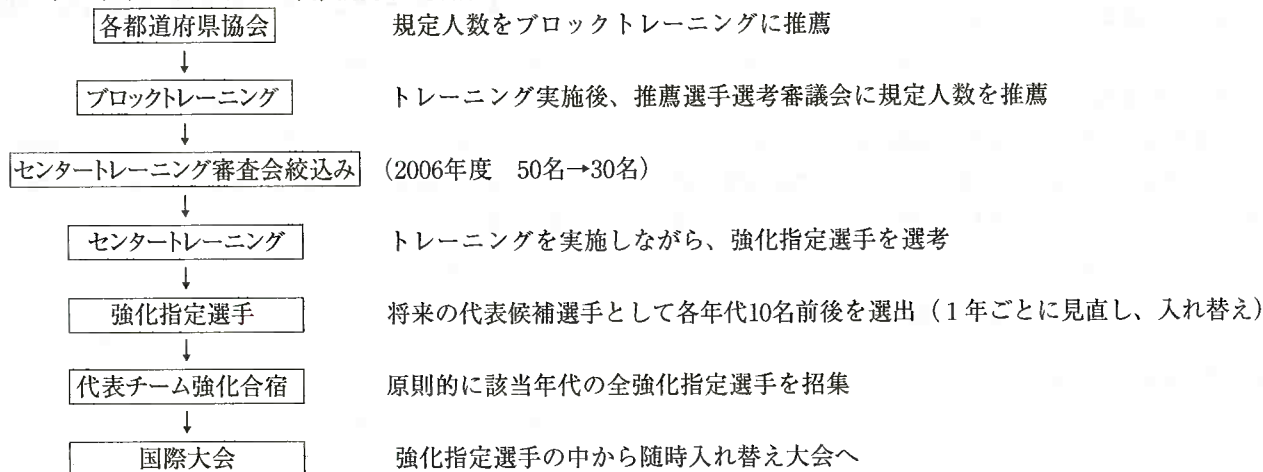 各都道府県協会 規定人数をブロックトレーニングに推薦
↓
ブロックトレーニング トレーニング実施後、推薦選手選考審議会に規定人数を推薦
↓
センタートレーニング審査会絞込み (2006年度 50名→30名)
↓
センタートレーニング トレーニングを実施しながら、強化指定選手を選考
↓
強化指定選手 将来の代表候補選手として各年代10名前後を選出(1年ごとに見直し、入れ替え)
↓
代表チーム強化合宿 原則的に該当年代の全強化指定選手を招集
↓
国際大会 強化指定選手の中から随時入れ替え大会へ